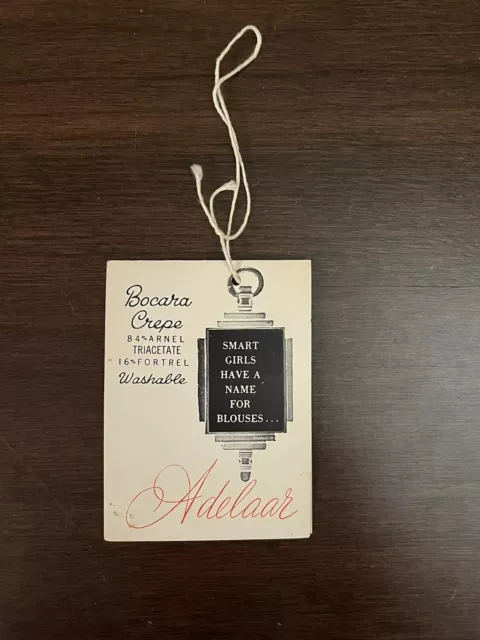 Bocara
Crepe
84% ARNEL
TRIACETATE
16% FORTREL
Washable
SMART
GIRLS
HAVE A
NAME
FOR
BLOUSES...
Adelaar